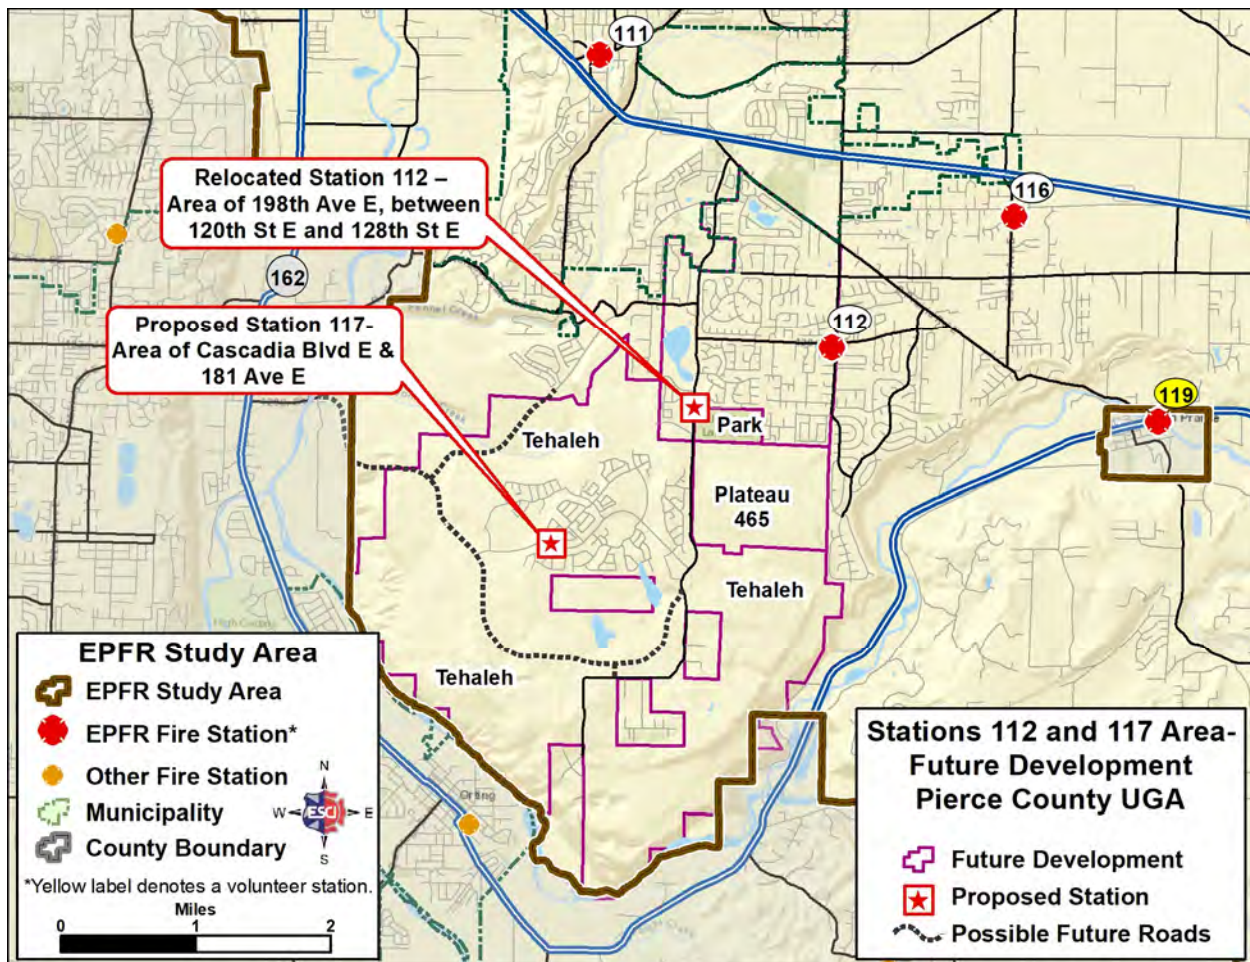 111
Relocated Station 112 –
Area of 198th Ave E, between
120th St E and 128th St E
116
162
Proposed Station 117-
Area of Cascadia Blvd E &
181 Ave E
112
119
Tehaleh
Park
Plateau
465
Tehaleh
Tehaleh
Orting
EPFR Study Area
EPFR Study Area
EPFR Fire Station*
Other Fire Station
Municipality
County Boundary
N
W
E
S
ESCI
*Yellow label denotes a volunteer station.
Miles
0 1 2
Stations 112 and 117 Area-
Future Development
Pierce County UGA
Future Development
Proposed Station
Possible Future Roads